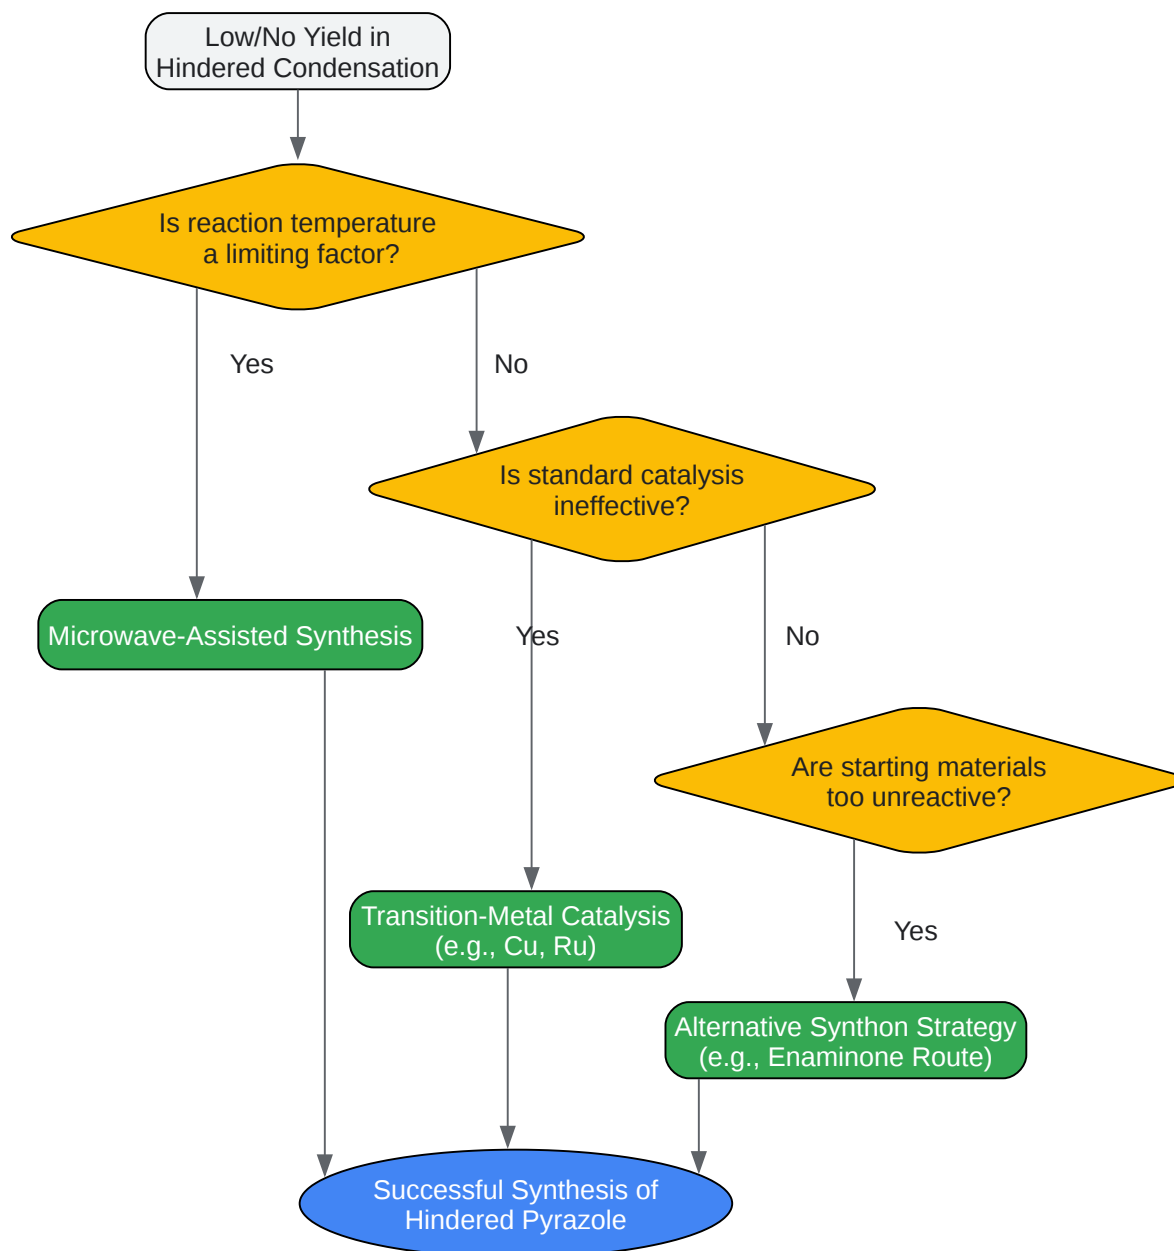 Low/No Yield in
Hindered Condensation
Is reaction temperature
a limiting factor?
Yes
No
Is standard catalysis
ineffective?
Microwave-Assisted Synthesis
Yes
No
Are starting materials
too unreactive?
Transition-Metal Catalysis
(e.g., Cu, Ru)
Yes
Alternative Synthon Strategy
(e.g., Enaminone Route)
Successful Synthesis of
Hindered Pyrazole